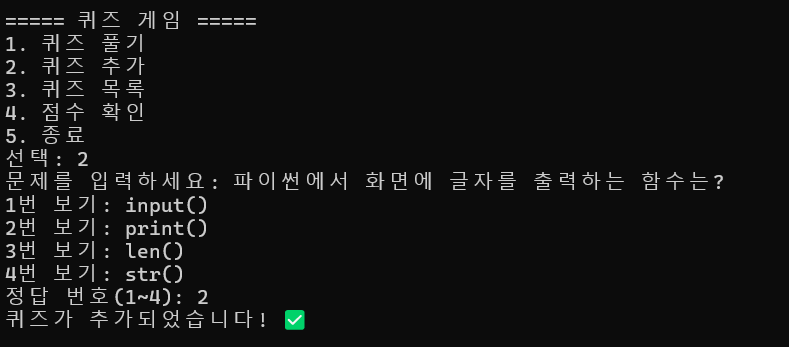 ===== 퀴즈 게임 =====
1. 퀴즈 풀기
2. 퀴즈 추가
3. 퀴즈 목록
4. 점수 확인
5. 종료
선택: 2
문제를 입력하세요: 파이썬에서 화면에 글자를 출력하는 함수는?
1번 보기: input()
2번 보기: print()
3번 보기: len()
4번 보기: str()
정답 번호(1~4): 2
퀴즈가 추가되었습니다! ✅